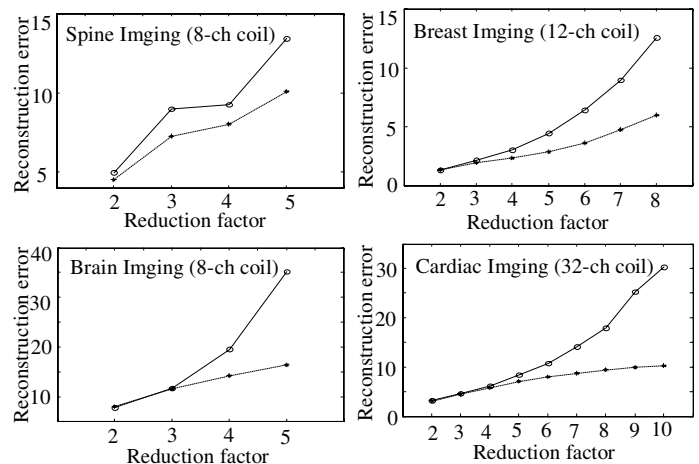 Spine Imging (8-ch coil)
Reconstruction error
15
10
5
2 3 4 5
Reduction factor
Breast Imging (12-ch coil)
Reconstruction error
15
10
5
0
2 3 4 5 6 7 8
Reduction factor
Brain Imging (8-ch coil)
Reconstruction error
40
30
20
10
2 3 4 5
Reduction factor
Cardiac Imging (32-ch coil)
Reconstruction error
30
20
10
0
2 3 4 5 6 7 8 9 10
Reduction factor